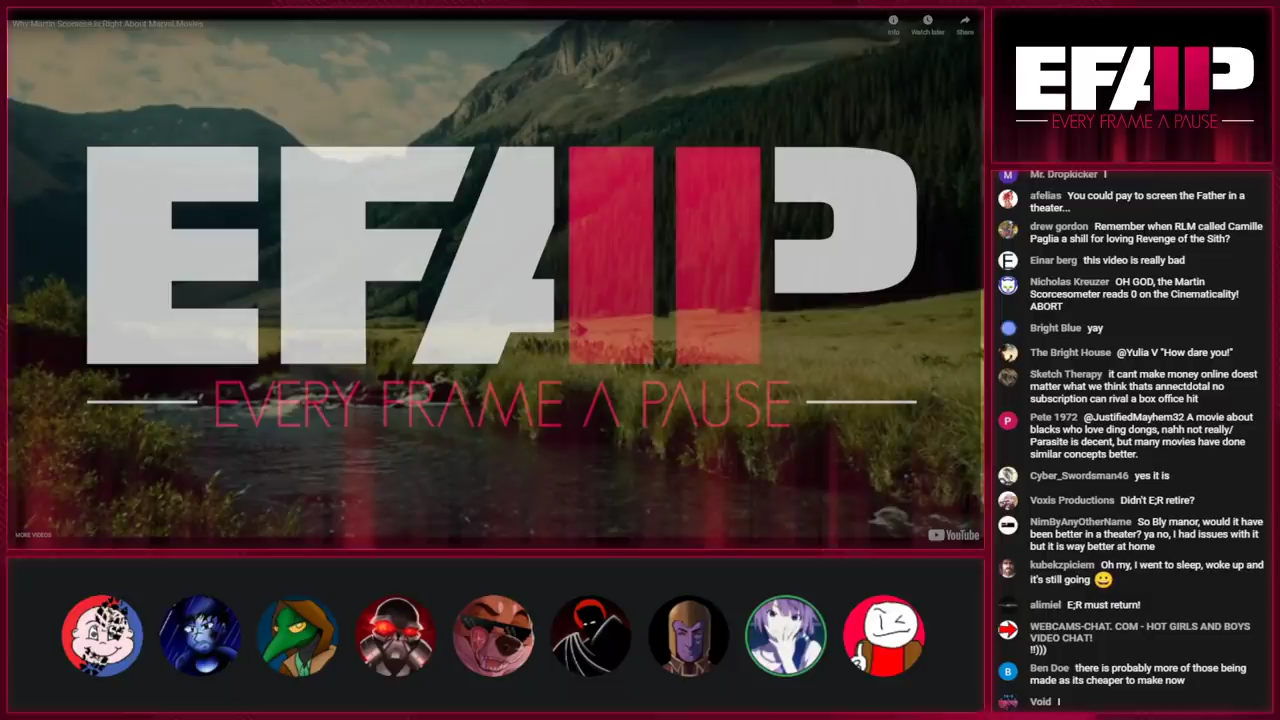 Why Martin Scorsese is Right About Marvel Movies
Info
Watch later
Share
EFAP
EVERY FRAME A PAUSE
MORE VIDEOS
YouTube
EFAP
EVERY FRAME A PAUSE
Mr. Dropkicker I
afelias You could pay to screen the Father in a
theater...
drew gordon Remember when RLM called Camille
Paglia a shill for loving Revenge of the Sith?
Einar berg this video is really bad
Nicholas Kreuzer OH GOD, the Martin
Scorcesometer reads 0 on the Cinematicality!
ABORT
Bright Blue yay
The Bright House @Yulia V "How dare you!"
Sketch Therapy it cant make money online doest
matter what we think thats annectdotal no
subscription can rival a box office hit
P
Pete 1972 @JustifiedMayhem32 A movie about
blacks who love ding dongs, nahh not really/
Parasite is decent, but many movies have done
similar concepts better.
Cyber_Swordsman46 yes it is
Voxis Productions Didn't E;R retire?
NimByAnyOtherName So Bly manor, would it have
been better in a theater? ya no, I had issues with it
but it is way better at home
kubekzpiciem Oh my, I went to sleep, woke up and
it's still going 😀
alimiel E;R must return!
WEBCAMS-CHAT. COM - HOT GIRLS AND BOYS
VIDEO CHAT!
!!)))
B
Ben Doe there is probably more of those being
made as its cheaper to make now
Void I